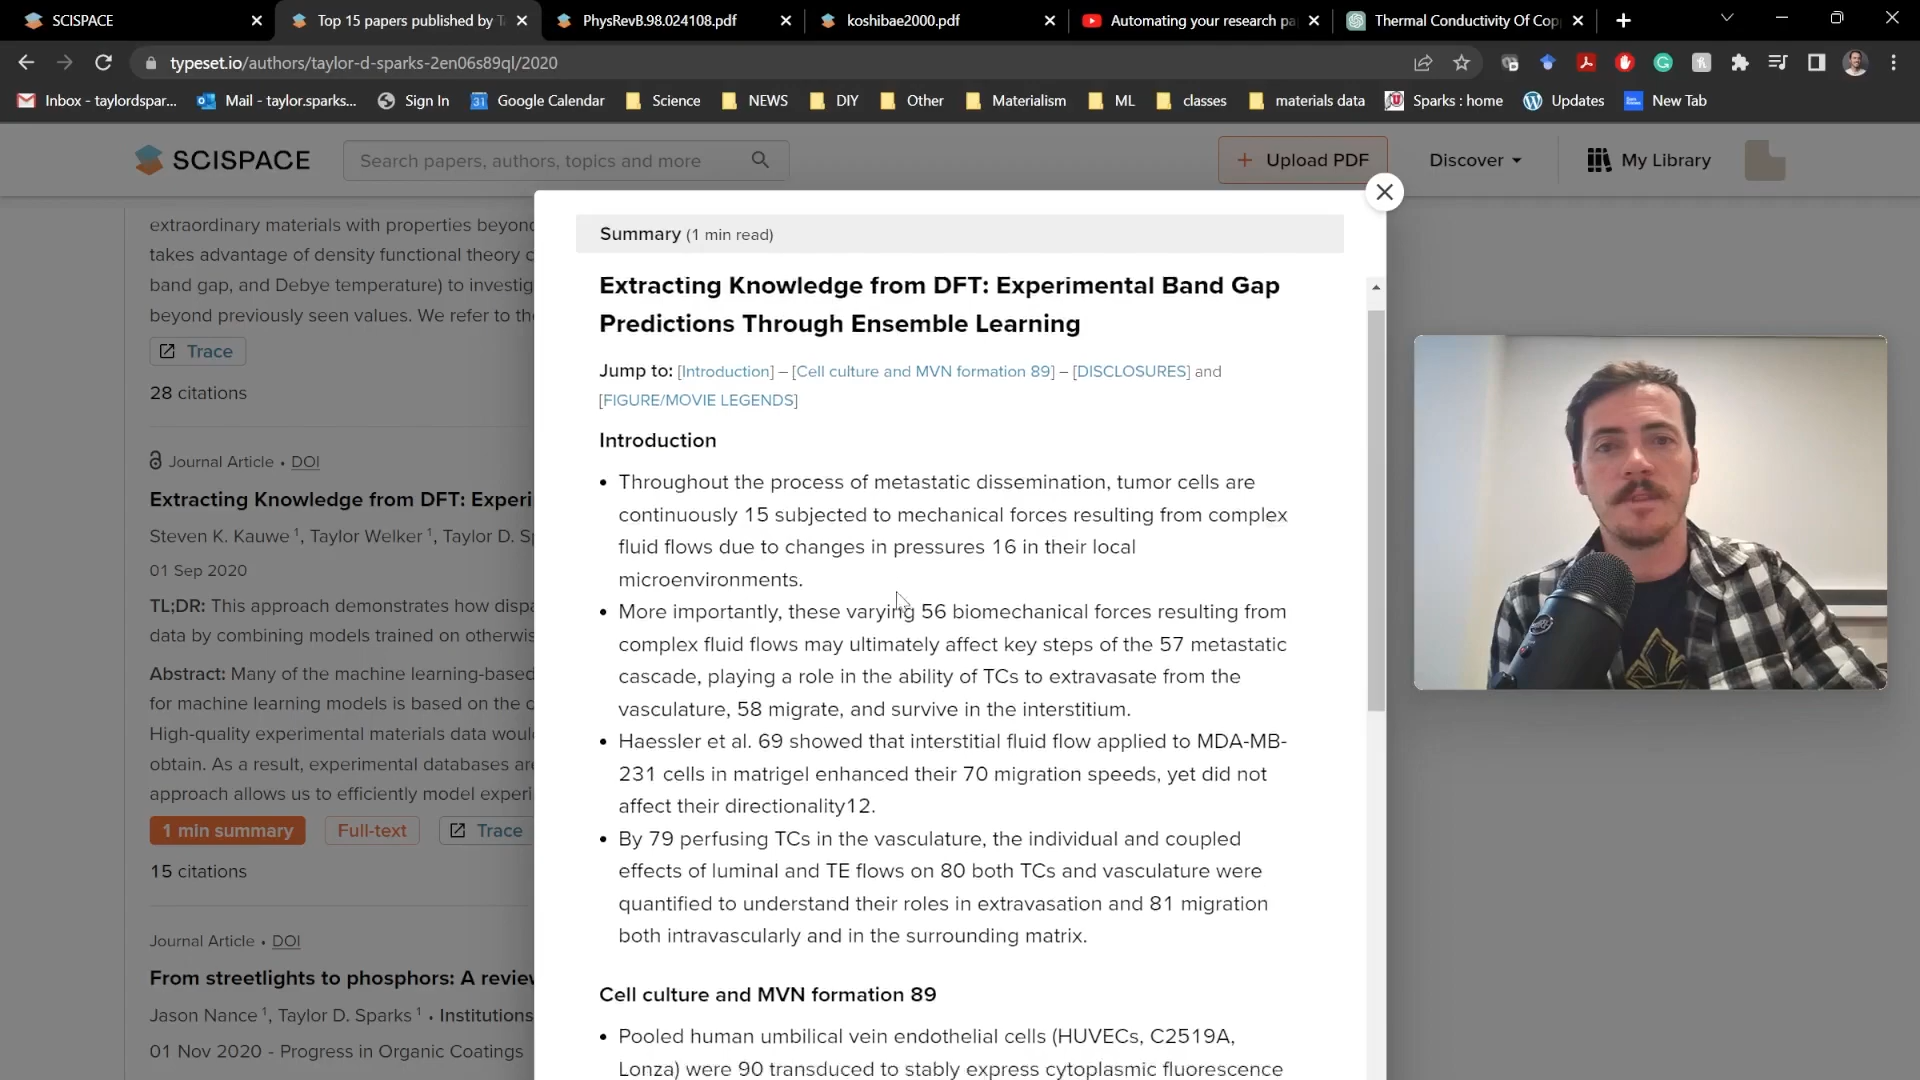 SCISPACE
Top 15 papers published by T
PhysRevB.98.024108.pdf
koshibae2000.pdf
Automating your research pa
Thermal Conductivity Of Cop
typeset.io/authors/taylor-d-sparks-2en06s89ql/2020
Inbox - taylordspar...
Mail - taylor.sparks...
Sign In
Google Calendar
Science
NEWS
DIY
Other
Materialism
ML
classes
materials data
Sparks : home
Updates
New Tab
SCISPACE
Search papers, authors, topics and more
Upload PDF
Discover
My Library
extraordinary materials with properties beyond
takes advantage of density functional theory c
band gap, and Debye temperature) to investig
beyond previously seen values. We refer to th
Trace
28 citations
Journal Article • DOI
Extracting Knowledge from DFT: Experi
Steven K. Kauwe 1, Taylor Welker 1, Taylor D. Sp
01 Sep 2020
TL;DR: This approach demonstrates how dispa
data by combining models trained on otherwis
Abstract: Many of the machine learning-based
for machine learning models is based on the c
High-quality experimental materials data woul
obtain. As a result, experimental databases are
approach allows us to efficiently model experi
1 min summary
Full-text
Trace
15 citations
Journal Article • DOI
From streetlights to phosphors: A review
Jason Nance 1, Taylor D. Sparks 1 • Institutions
01 Nov 2020 - Progress in Organic Coatings
Summary (1 min read)
Extracting Knowledge from DFT: Experimental Band Gap
Predictions Through Ensemble Learning
Jump to: [Introduction] – [Cell culture and MVN formation 89] – [DISCLOSURES] and
[FIGURE/MOVIE LEGENDS]
Introduction
• Throughout the process of metastatic dissemination, tumor cells are
continuously 15 subjected to mechanical forces resulting from complex
fluid flows due to changes in pressures 16 in their local
microenvironments.
• More importantly, these varying 56 biomechanical forces resulting from
complex fluid flows may ultimately affect key steps of the 57 metastatic
cascade, playing a role in the ability of TCs to extravasate from the
vasculature, 58 migrate, and survive in the interstitium.
• Haessler et al. 69 showed that interstitial fluid flow applied to MDA-MB-
231 cells in matrigel enhanced their 70 migration speeds, yet did not
affect their directionality12.
• By 79 perfusing TCs in the vasculature, the individual and coupled
effects of luminal and TE flows on 80 both TCs and vasculature were
quantified to understand their roles in extravasation and 81 migration
both intravascularly and in the surrounding matrix.
Cell culture and MVN formation 89
• Pooled human umbilical vein endothelial cells (HUVECs, C2519A,
Lonza) were 90 transduced to stably express cytoplasmic fluorescence